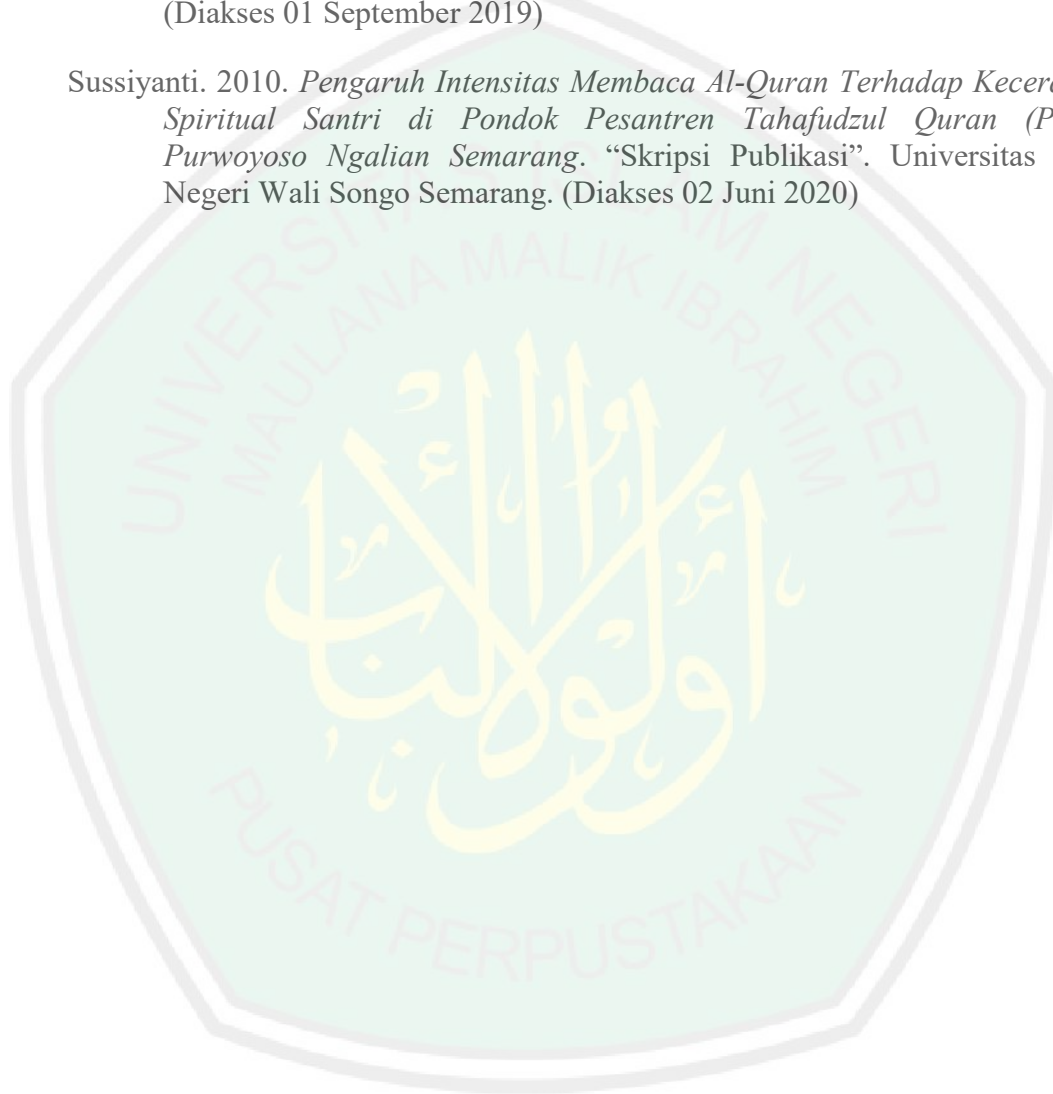 (Diakses 01 September 2019)
Sussiyanti. 2010. Pengaruh Intensitas Membaca Al-Quran Terhadap
Spiritual Santri di Pondok Pesantren Tahafudzul Quran
Purwoyoso Ngalian Semarang. “Skripsi Publikasi”. Universitas
Negeri Wali Songo Semarang. (Diakses 02 Juni 2020)
UNIVERSITAS ISLAM NEGERI
MAULANA MALIK IBRAHIM
أولوا الألباب
PUSAT PERPUSTAKAAN